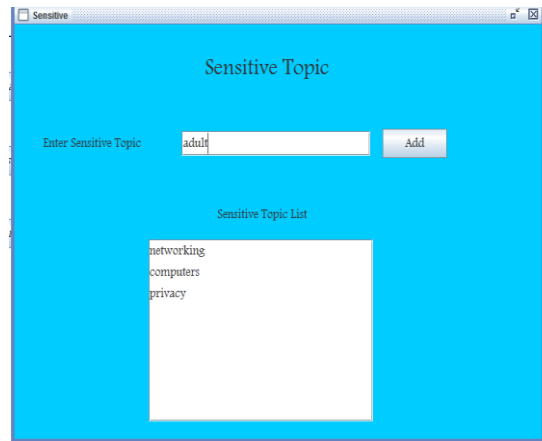 Sensitive
Sensitive Topic
Enter Sensitive Topic adult Add
Sensitive Topic List
networking
computers
privacy